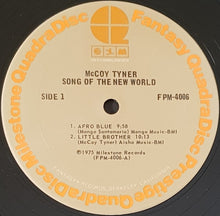 Fantasy QuadraDisc
Prestige QuadraDisc
Milestone QuadraDisc
McCOY TYNER
SONG OF THE NEW WORLD
SIDE 1
FPM-4006
1. AFRO BLUE 9:58
(Mongo Santamaria) Mongo Music-BMI
2. LITTLE BROTHER 10:13
(McCoy Tyner) Aisha Music-BMI
℗1975 Milestone Records
(FPM-4006-A)